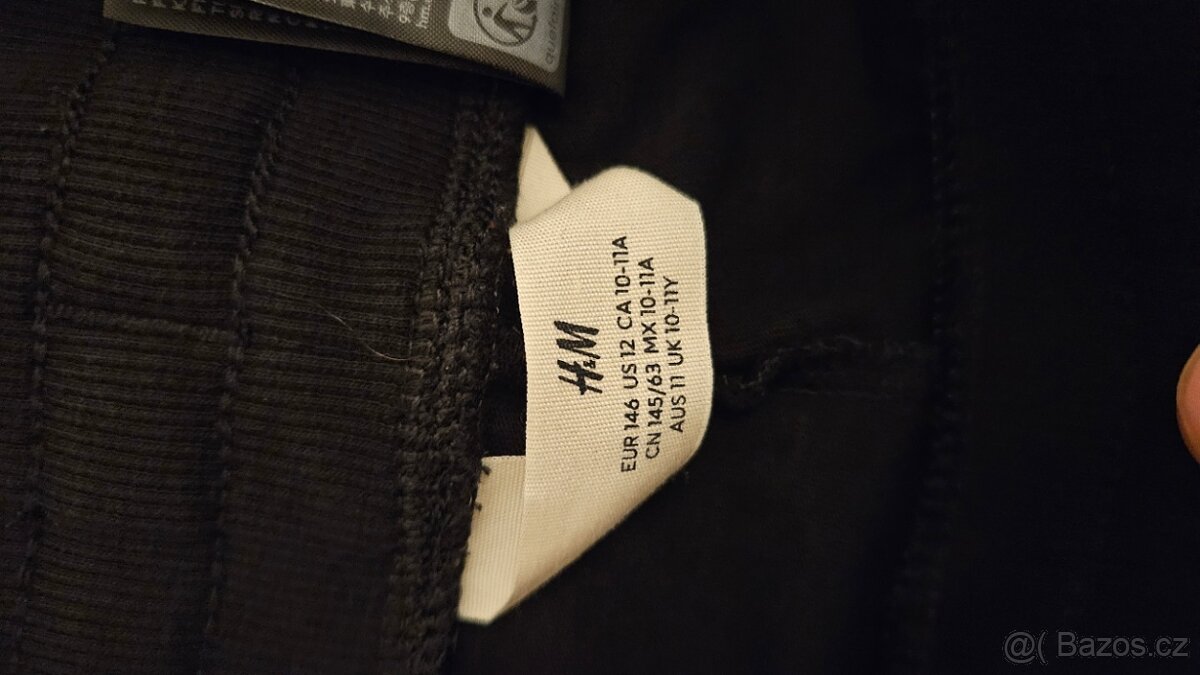 H&M
EUR 146 US 12 CA 10-11A
CN 145/63 MX 10-11A
AUS 11 UK 10-11Y
@( Bazos.cz